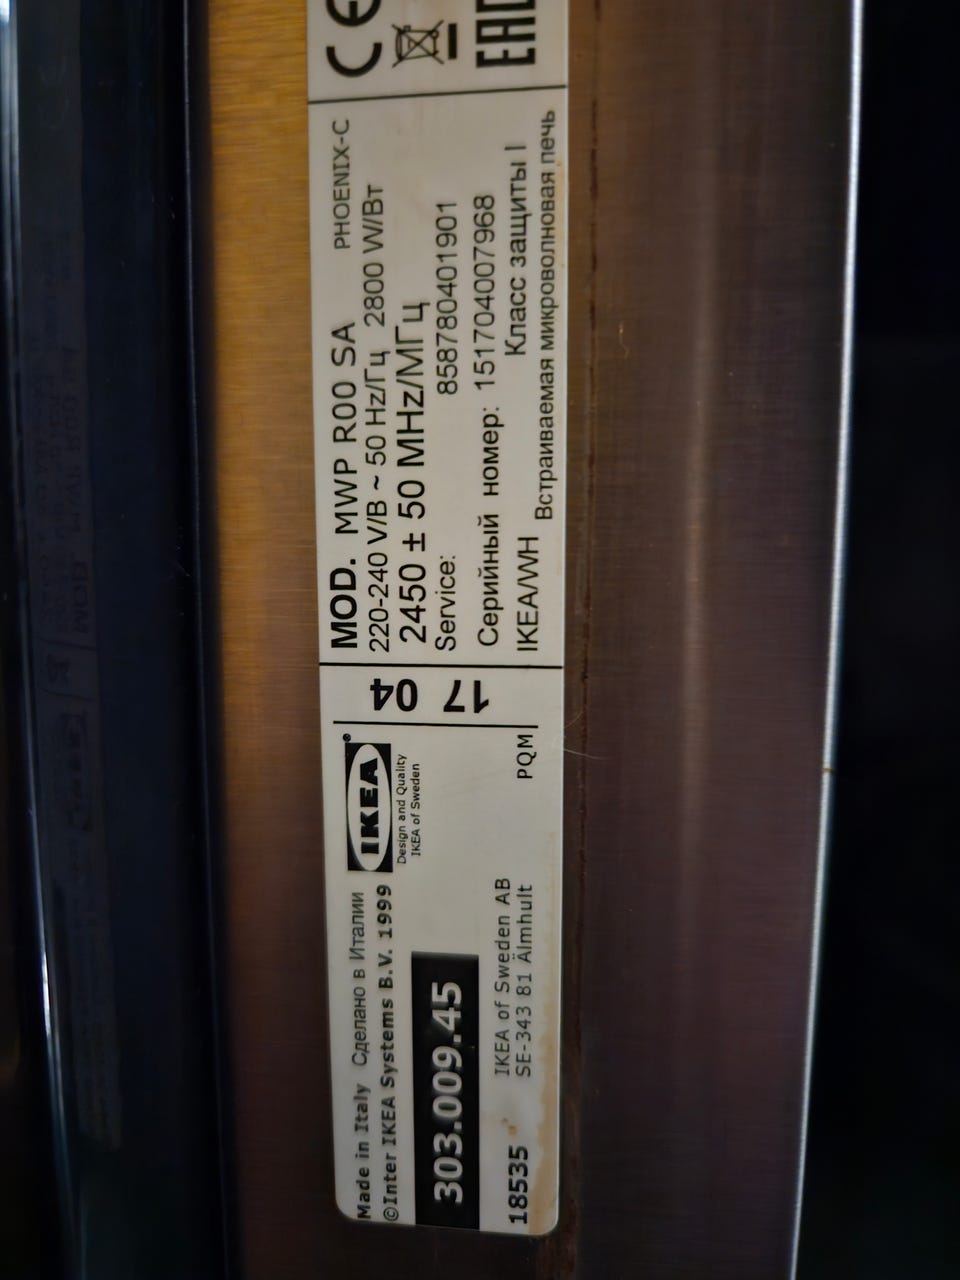 Made in Italy Сделано в Италии
©Inter IKEA Systems B.V. 1999
303.009.45
18535
IKEA of Sweden AB
SE-343 81 Älmhult
IKEA®
Design and Quality
IKEA of Sweden
PQM
17 04
MOD. MWP R00 SA PHOENIX-C
220-240 V/В ~ 50 Hz/Гц 2800 W/Вт
2450 ± 50 MHz/МГц
Service: 858780401901
Серийный номер: 151704007968
Класс защиты I
IKEA/WH Встраиваемая микроволновая печь
CE
EAC